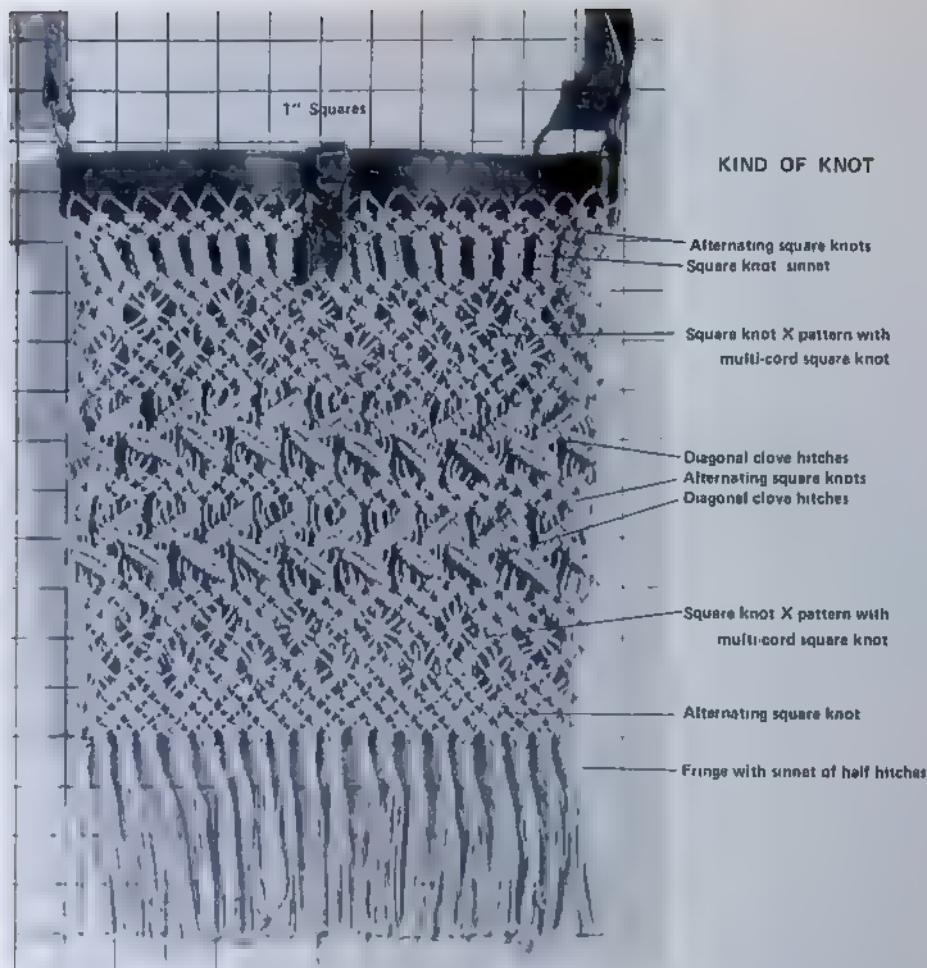 1" Squares
KIND OF KNOT
Alternating square knots
Square knot sinnet
Square knot X pattern with
multi-cord square knot
Diagonal clove hitches
Alternating square knots
Diagonal clove hitches
Square knot X pattern with
multi-cord square knot
Alternating square knot
Fringe with sinnet of half hitches